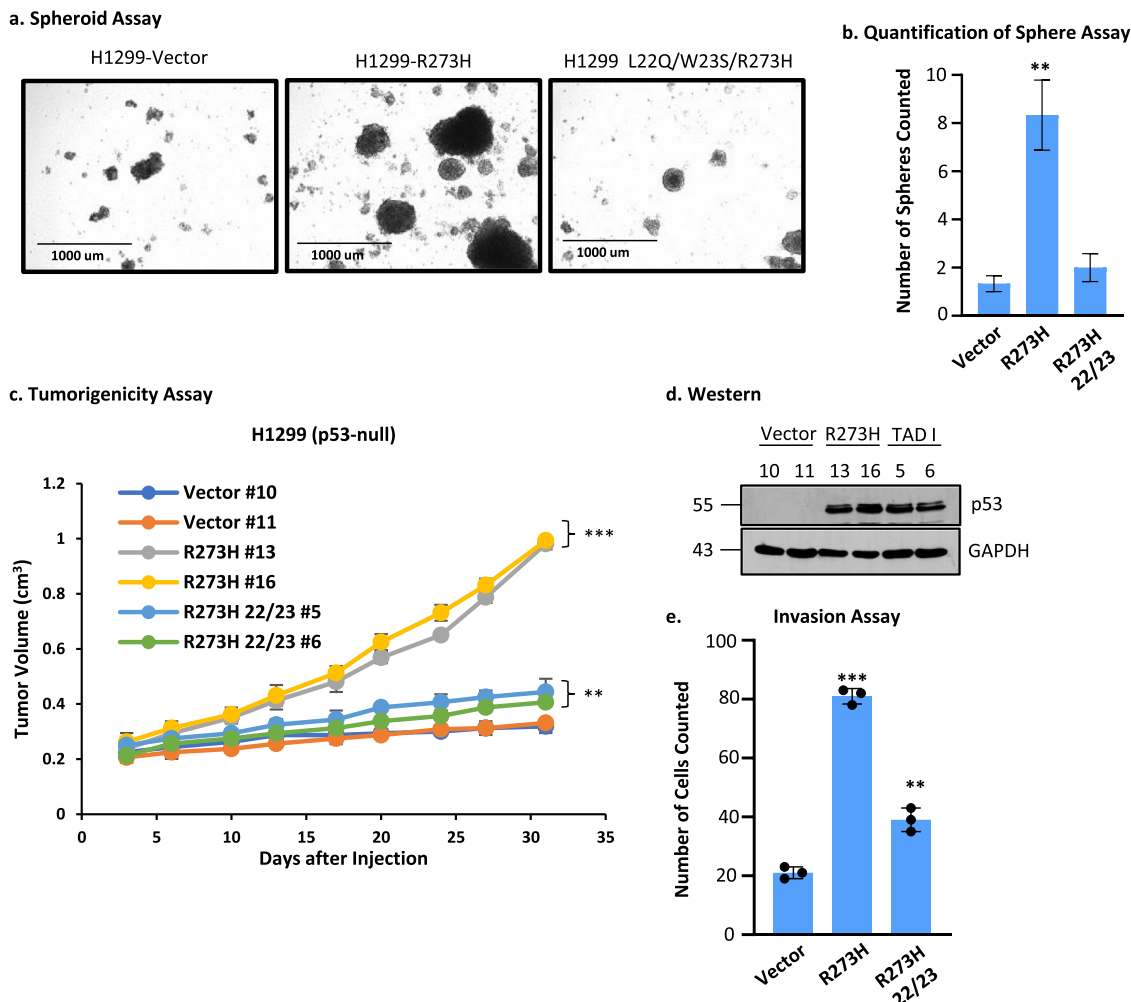 a. Spheroid Assay
H1299-Vector
H1299-R273H
H1299 L22Q/W23S/R273H
1000 um
1000 um
1000 um
b. Quantification of Sphere Assay
Number of Spheres Counted
10
8
6
4
2
0
**
Vector
R273H
R273H
22/23
c. Tumorigenicity Assay
H1299 (p53-null)
Tumor Volume (cm³)
1.2
1
0.8
0.6
0.4
0.2
0
Vector #10
Vector #11
R273H #13
R273H #16
R273H 22/23 #5
R273H 22/23 #6
***
**
0 5 10 15 20 25 30 35
Days after Injection
d. Western
Vector R273H TAD I
10 11 13 16 5 6
55 p53
43 GAPDH
e. Invasion Assay
Number of Cells Counted
100
80
60
40
20
0
***
**
Vector
R273H
R273H
22/23